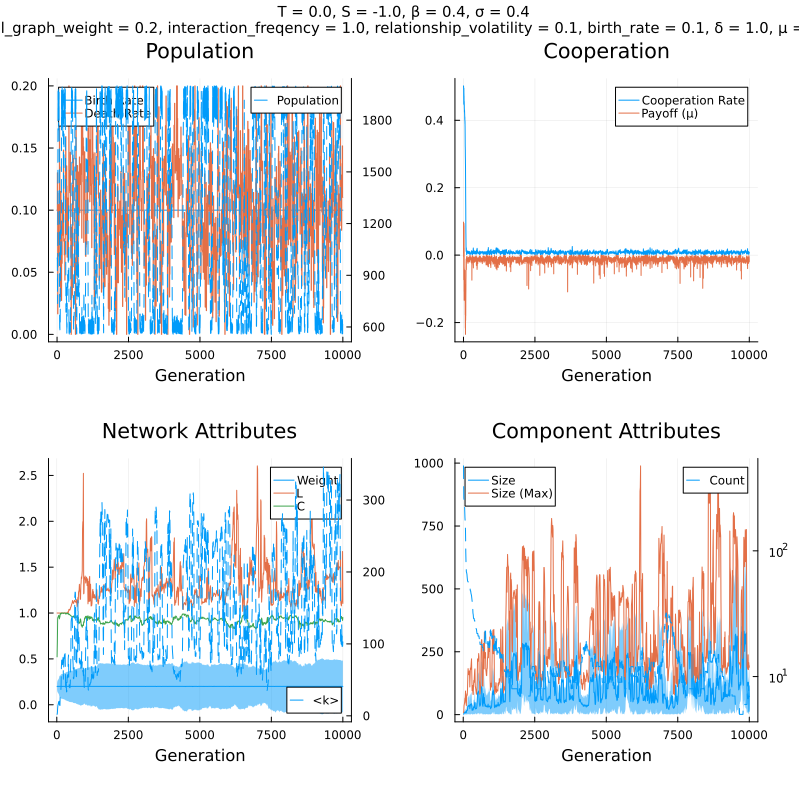 T = 0.0, S = -1.0, β = 0.4, σ = 0.4
l_graph_weight = 0.2, interaction_freqency = 1.0, relationship_volatility = 0.1, birth_rate = 0.1, δ = 1.0, μ =
Population
Cooperation
0.20
0.15
0.10
0.05
0.00
Birth Rate
Death Rate
Population
1800
1500
1200
900
600
0 2500 5000 7500 10000
Generation
0.4
0.2
0.0
−0.2
Cooperation Rate
Payoff (μ)
0 2500 5000 7500 10000
Generation
Network Attributes
Component Attributes
2.5
2.0
1.5
1.0
0.5
0.0
Weight
L
C
<k>
300
200
100
0
0 2500 5000 7500 10000
Generation
1000
750
500
250
0
Size
Size (Max)
Count
10²
10¹
0 2500 5000 7500 10000
Generation